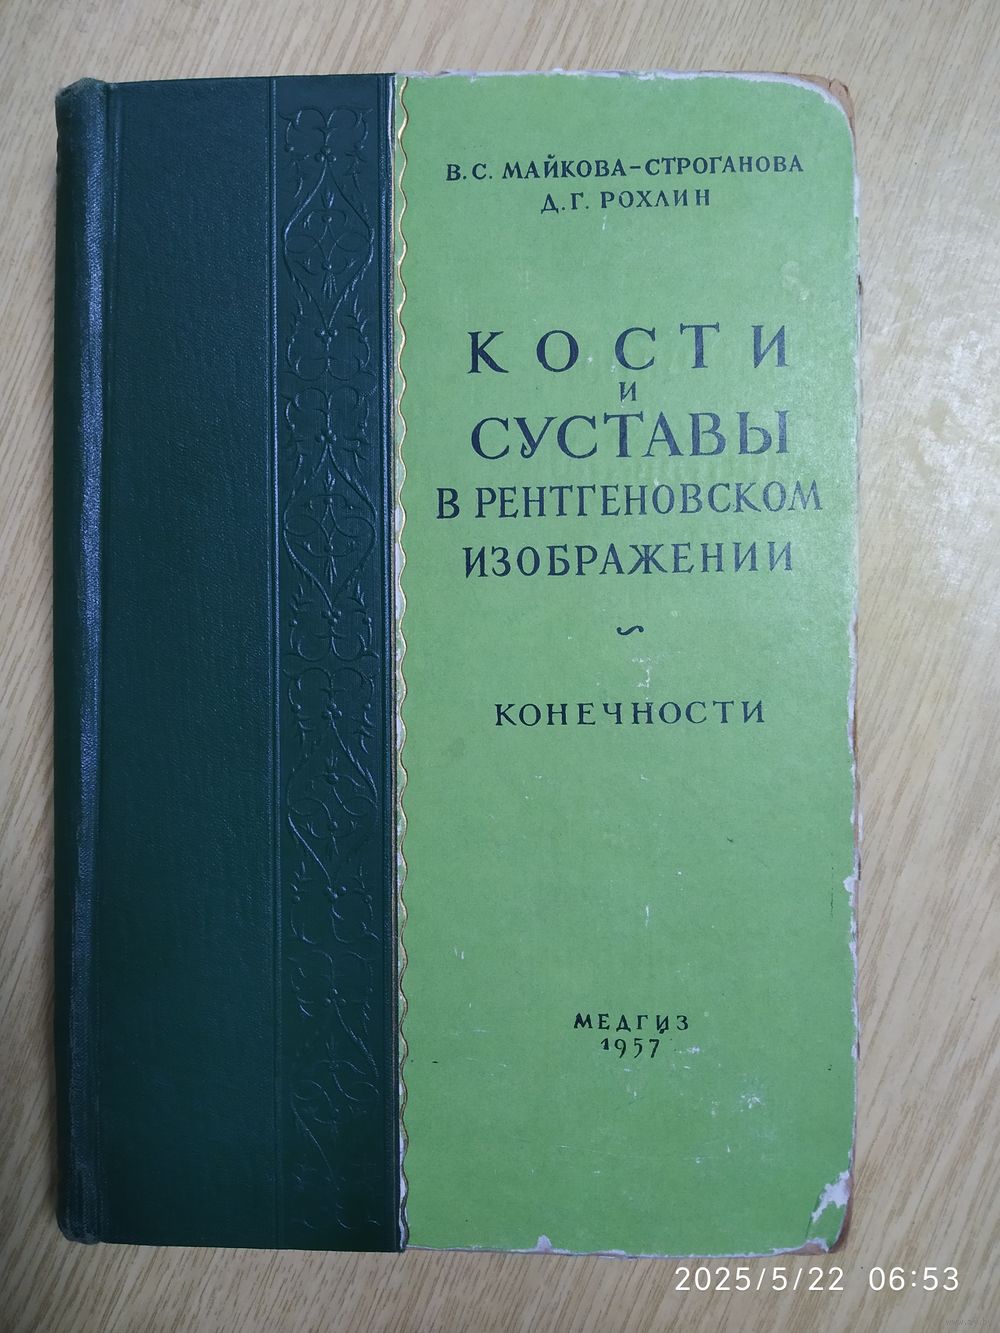 В. С. МАЙКОВА-СТРОГАНОВА
Д. Г. РОХЛИН
КОСТИ
И
СУСТАВЫ
В РЕНТГЕНОВСКОМ
ИЗОБРАЖЕНИИ
КОНЕЧНОСТИ
МЕДГИЗ
1957
2025/5/22 06:53